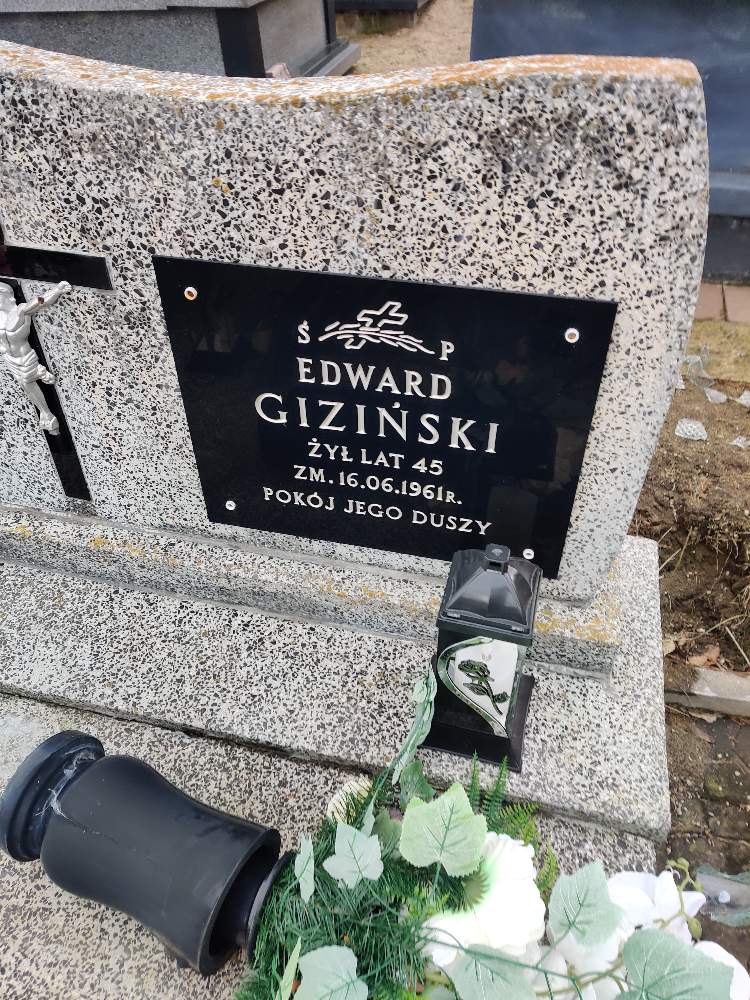 Ś P
EDWARD
GIZIŃSKI
ŻYŁ LAT 45
ZM. 16.06.1961R.
POKÓJ JEGO DUSZY